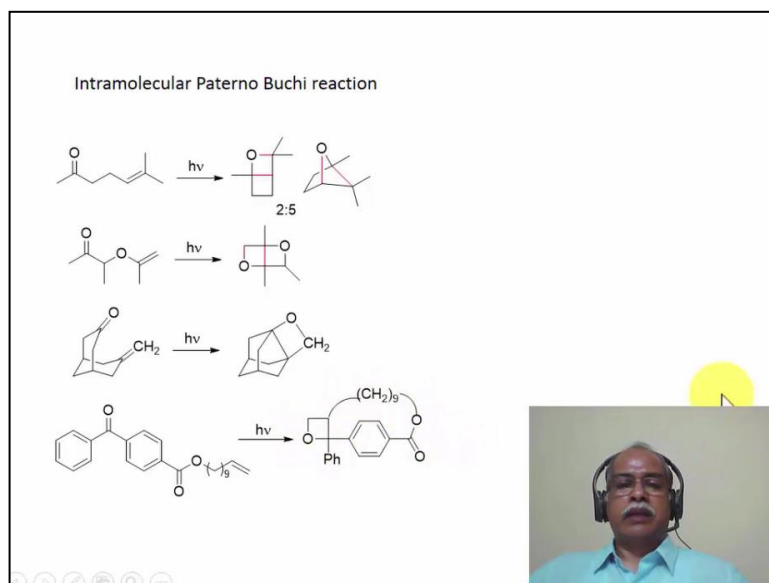 Intramolecular Paterno Buchi reaction
O
hν
O
O
2:5
O
O
hν
O
O
O
CH2
hν
O
CH2
O
O
O
9
hν
(CH2)9
O
O
Ph
O